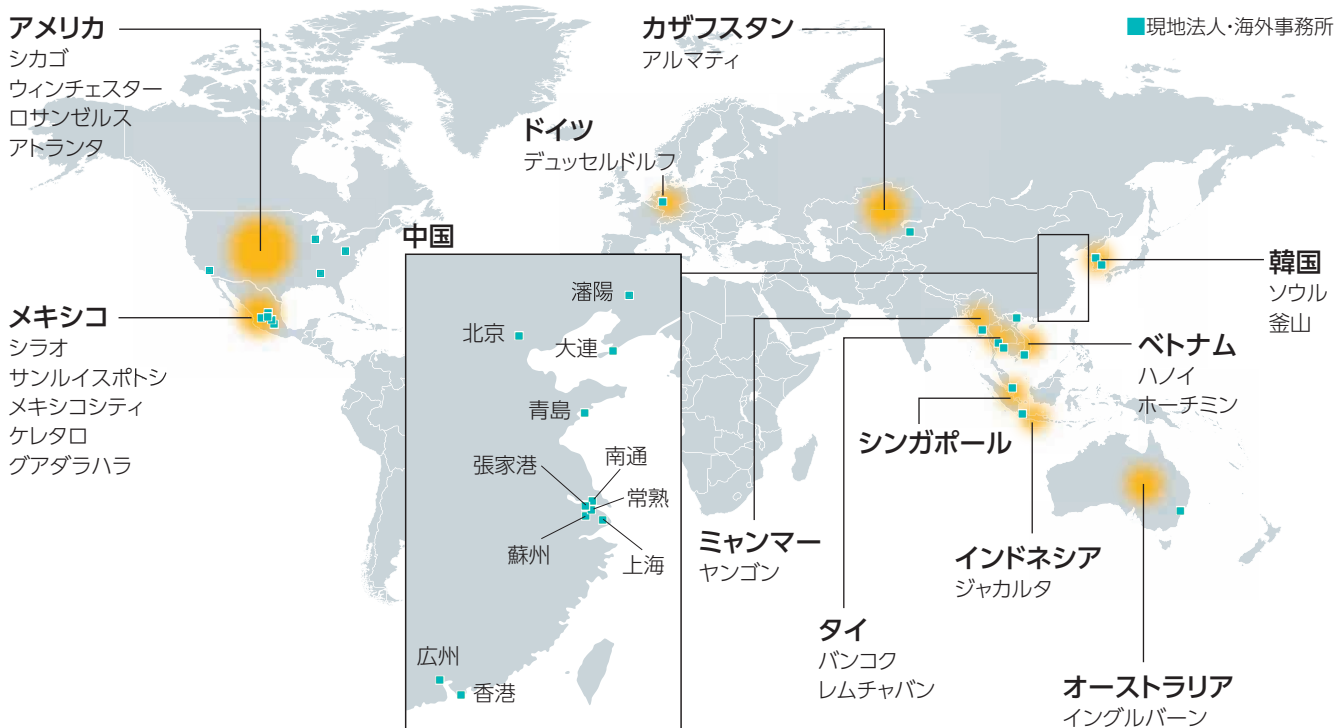 アメリカ
シカゴ
ウィンチェスター
ロサンゼルス
アトランタ
カザフスタン
アルマティ
現地法人・海外事務所
ドイツ
デュッセルドルフ
中国
瀋陽
北京
大連
青島
南通
張家港
常熟
蘇州
上海
広州
香港
韓国
ソウル
釜山
メキシコ
シラオ
サンルイスポトシ
メキシコシティ
ケレタロ
グアダラハラ
ベトナム
ハノイ
ホーチミン
シンガポール
ミャンマー
ヤンゴン
インドネシア
ジャカルタ
タイ
バンコク
レムチャバン
オーストラリア
イングルバーン